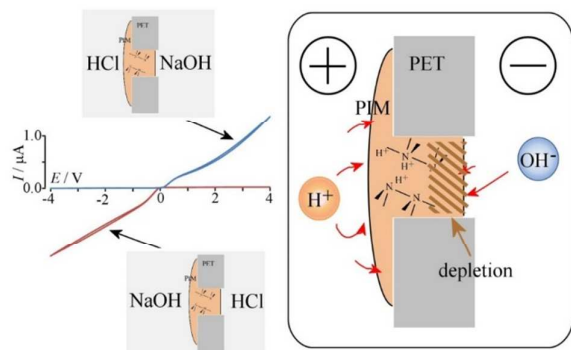 PET
PIM
HCl NaOH
I / μA
1.0
0.0
E / V
-4 -2 0 2 4
PET
PIM
NaOH HCl
+ PET −
PIM
H+
H+
H+
H+
OH-
depletion